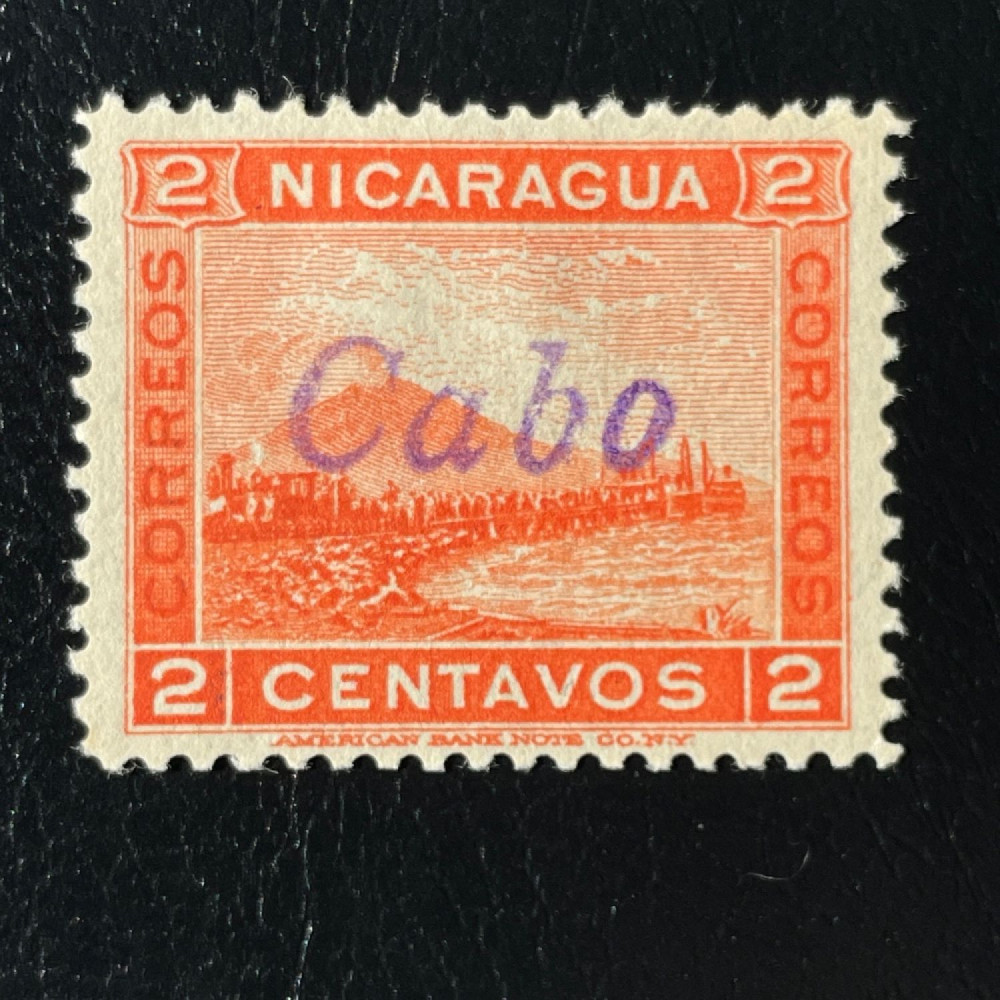 2 NICARAGUA 2
CORREOS
Cabo
CORREOS
2 CENTAVOS 2
AMERICAN BANK NOTE CO. N.Y.